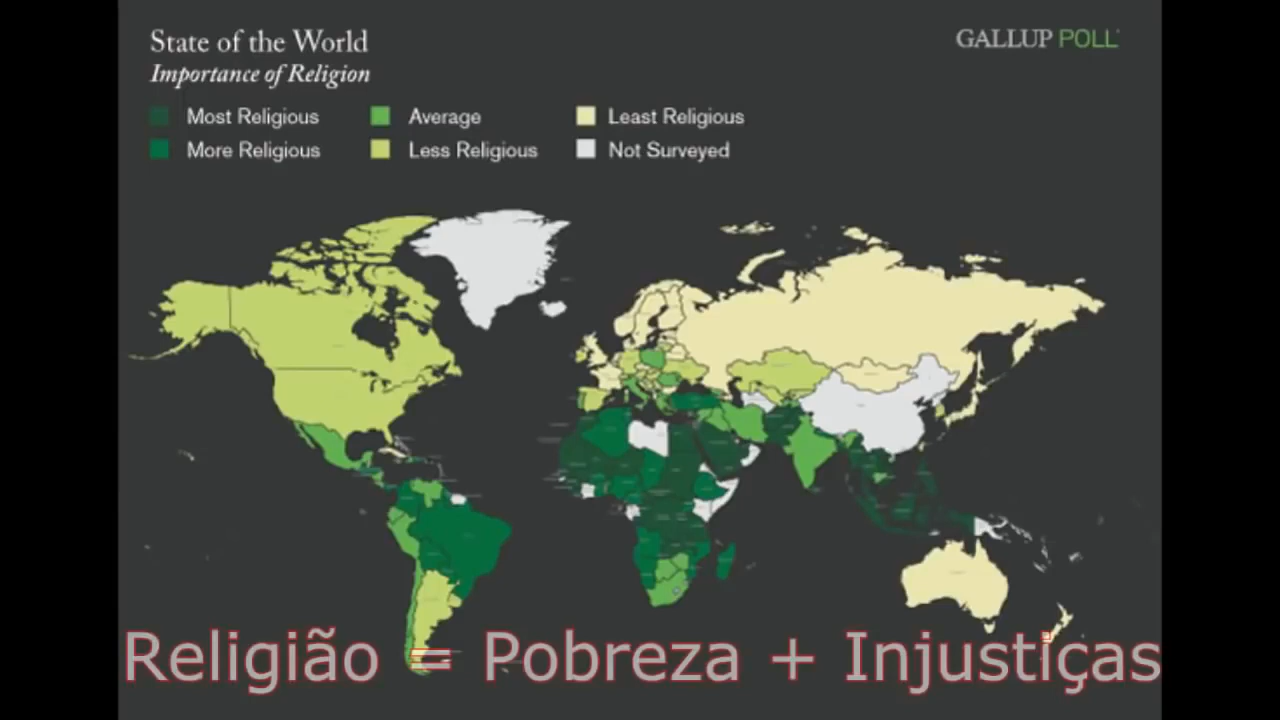 State of the World
GALLUP POLL
Importance of Religion
Most Religious
Average
Least Religious
More Religious
Less Religious
Not Surveyed
Religião = Pobreza + Injustiças